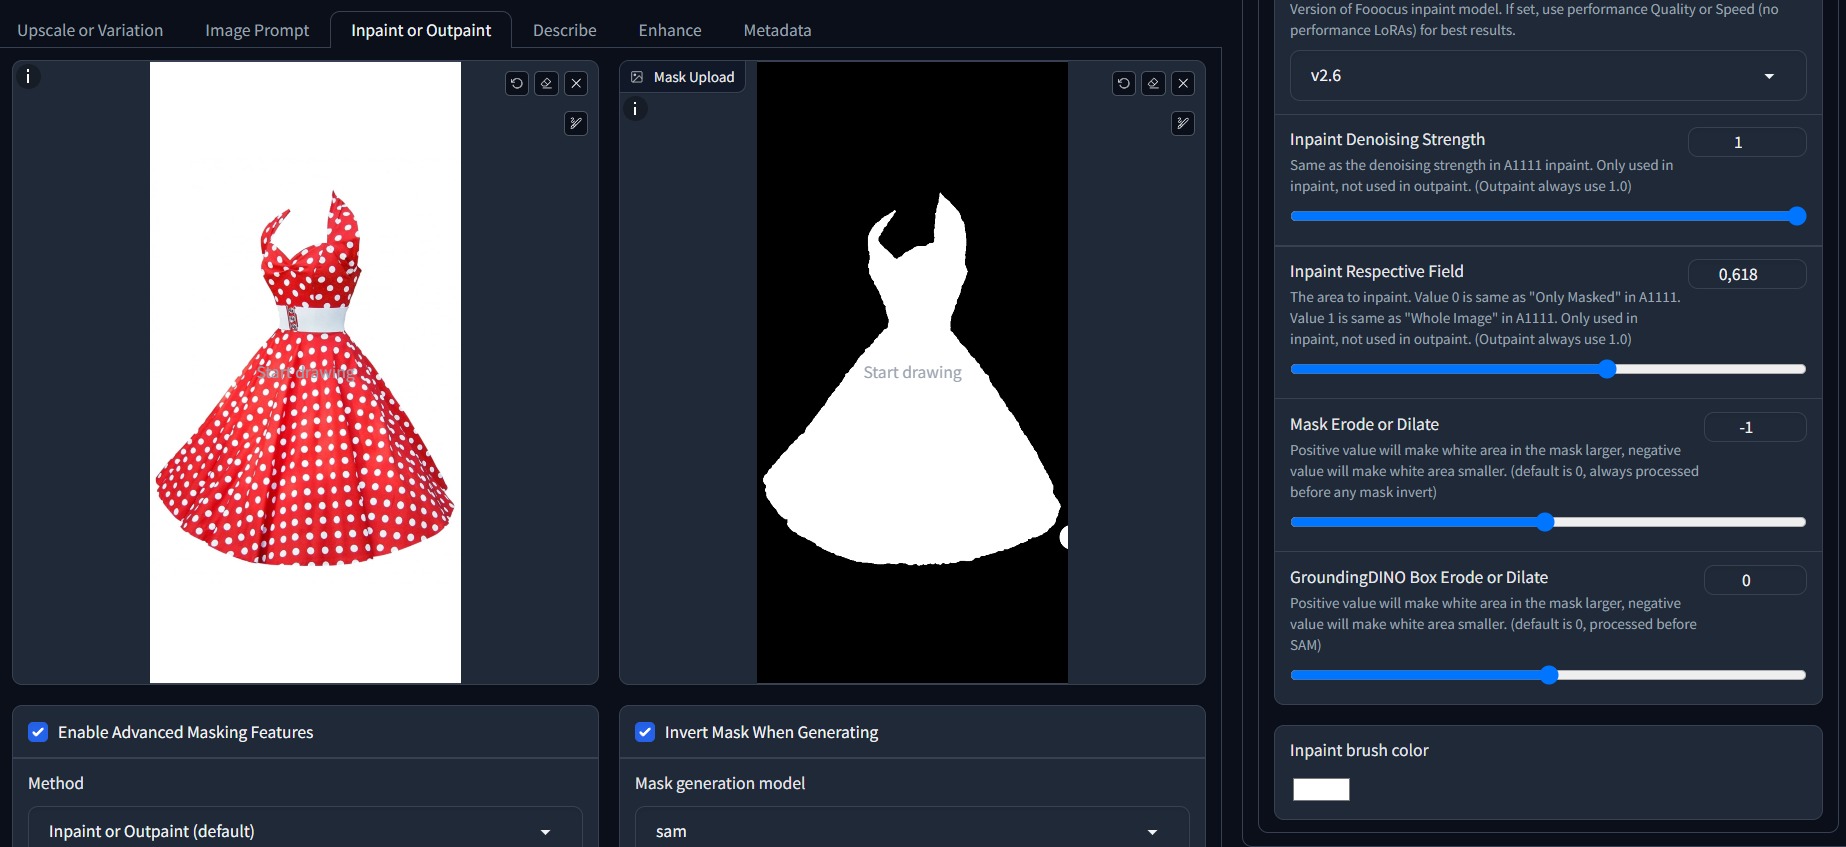 Upscale or Variation
Image Prompt
Inpaint or Outpaint
Describe
Enhance
Metadata
i
Start drawing
Mask Upload
i
Start drawing
Enable Advanced Masking Features
Method
Inpaint or Outpaint (default)
Invert Mask When Generating
Mask generation model
sam
Version of Fooocus inpaint model. If set, use performance Quality or Speed (no
performance LoRAs) for best results.
v2.6
Inpaint Denoising Strength
1
Same as the denoising strength in A1111 inpaint. Only used in
inpaint, not used in outpaint. (Outpaint always use 1.0)
Inpaint Respective Field
0,618
The area to inpaint. Value 0 is same as "Only Masked" in A1111.
Value 1 is same as "Whole Image" in A1111. Only used in
inpaint, not used in outpaint. (Outpaint always use 1.0)
Mask Erode or Dilate
-1
Positive value will make white area in the mask larger, negative
value will make white area smaller. (default is 0, always processed
before any mask invert)
GroundingDINO Box Erode or Dilate
0
Positive value will make white area in the mask larger, negative
value will make white area smaller. (default is 0, processed before
SAM)
Inpaint brush color